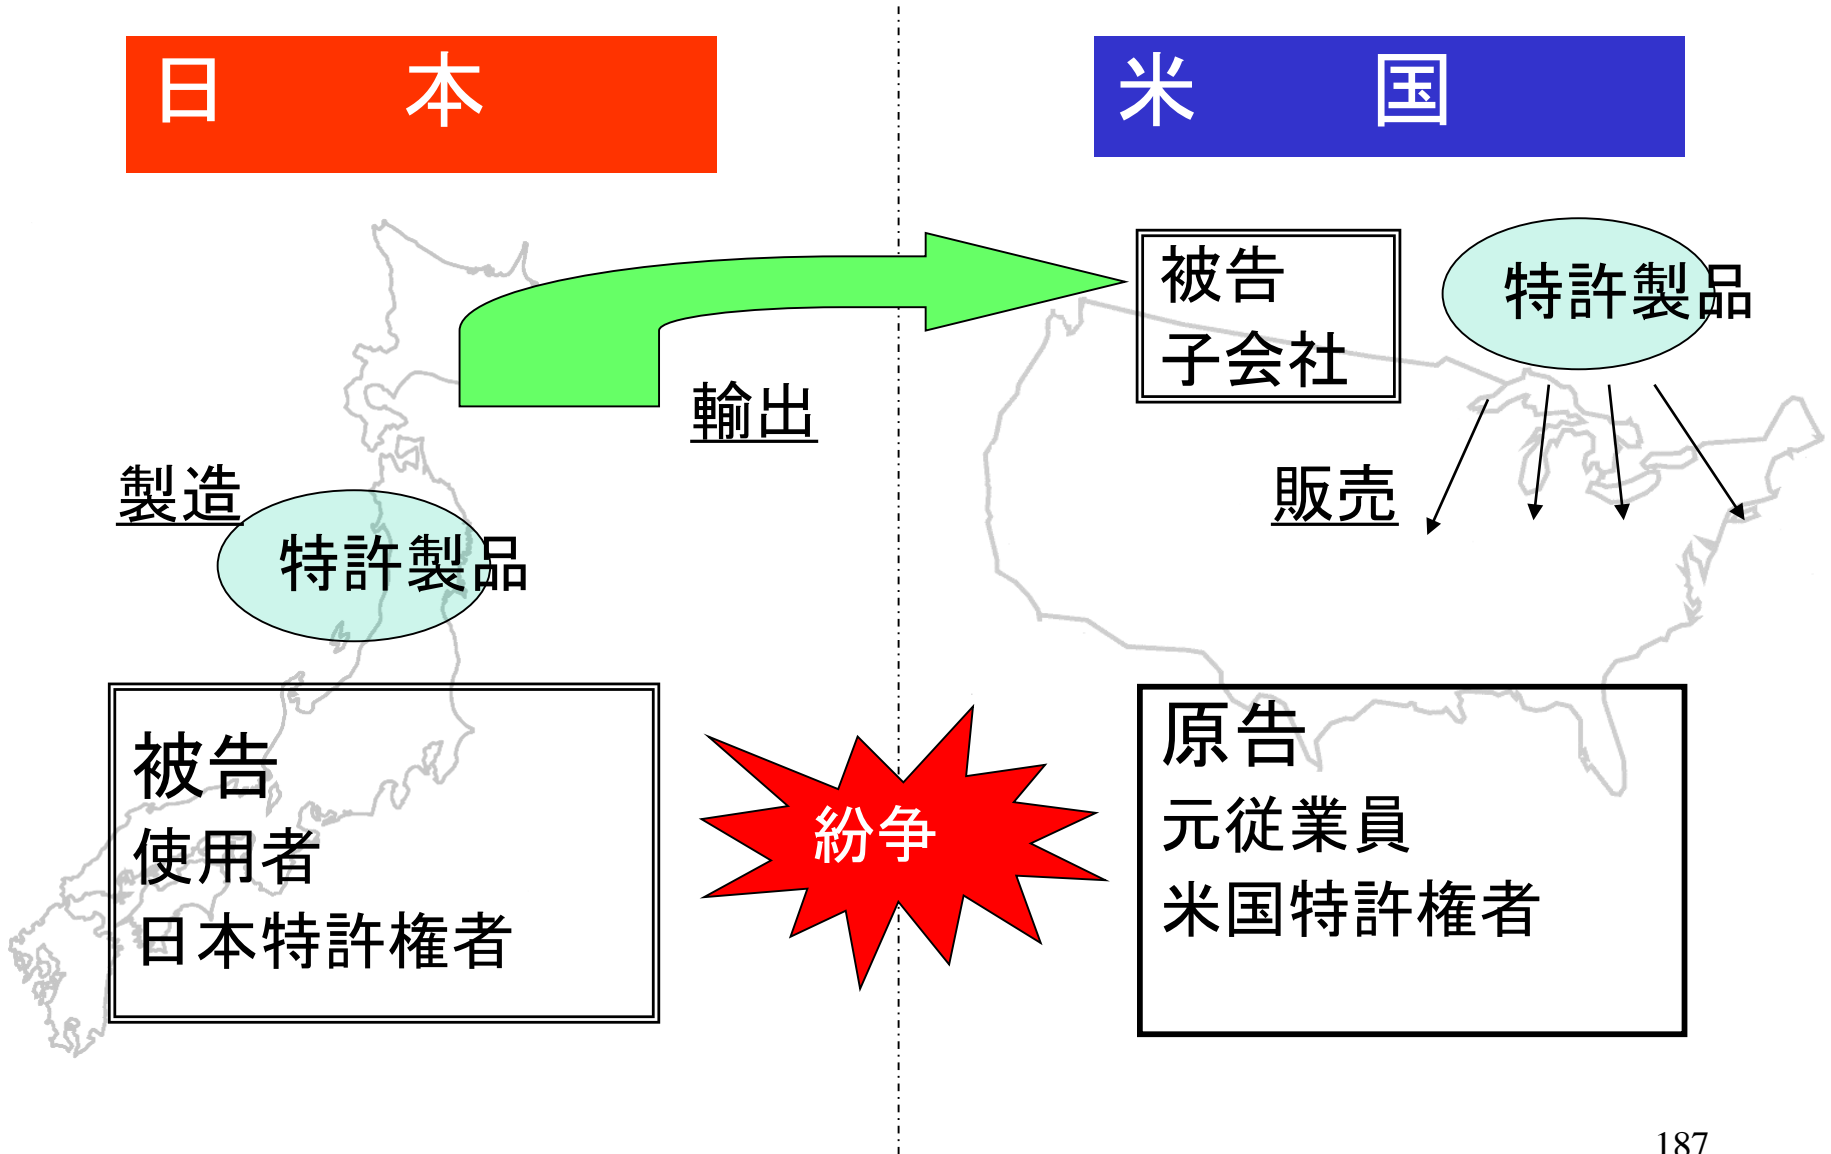 日　本
米　国
被告
子会社
特許製品
輸出
製造
販売
特許製品
被告
使用者
日本特許権者
紛争
原告
元従業員
米国特許権者
187